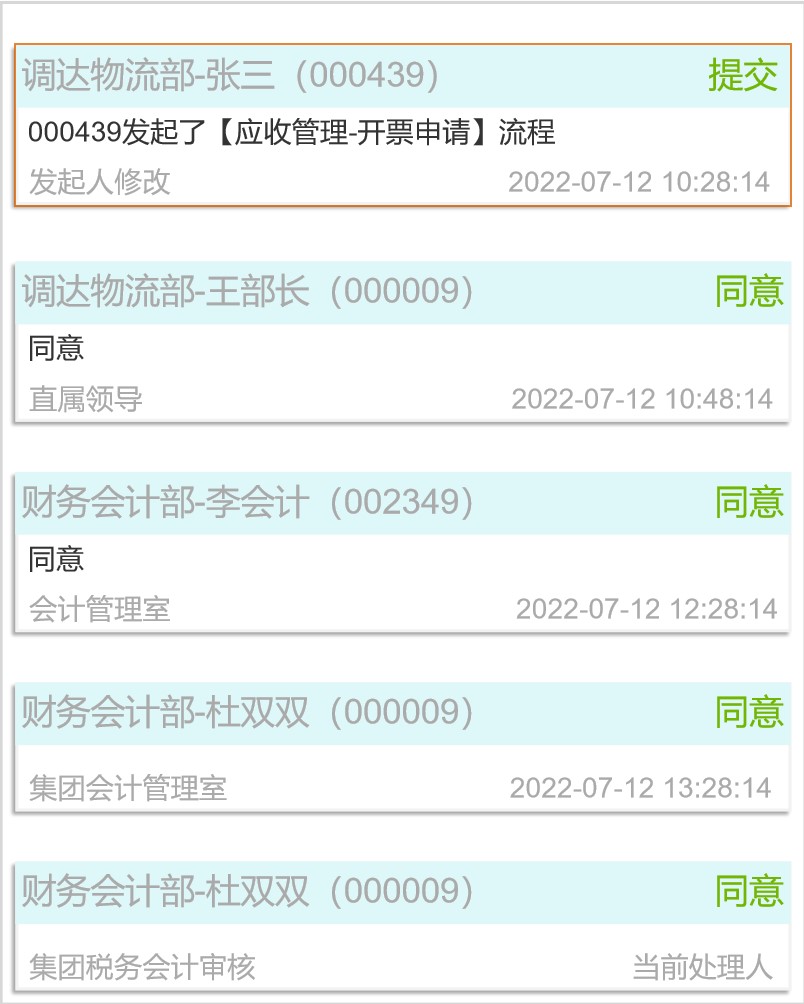 调达物流部-张三（000439） 提交
000439发起了【应收管理-开票申请】流程
发起人修改 2022-07-12 10:28:14
调达物流部-王部长（000009） 同意
同意
直属领导 2022-07-12 10:48:14
财务会计部-李会计（002349） 同意
同意
会计管理室 2022-07-12 12:28:14
财务会计部-杜双双（000009） 同意
集团会计管理室 2022-07-12 13:28:14
财务会计部-杜双双（000009） 同意
集团税务会计审核 当前处理人